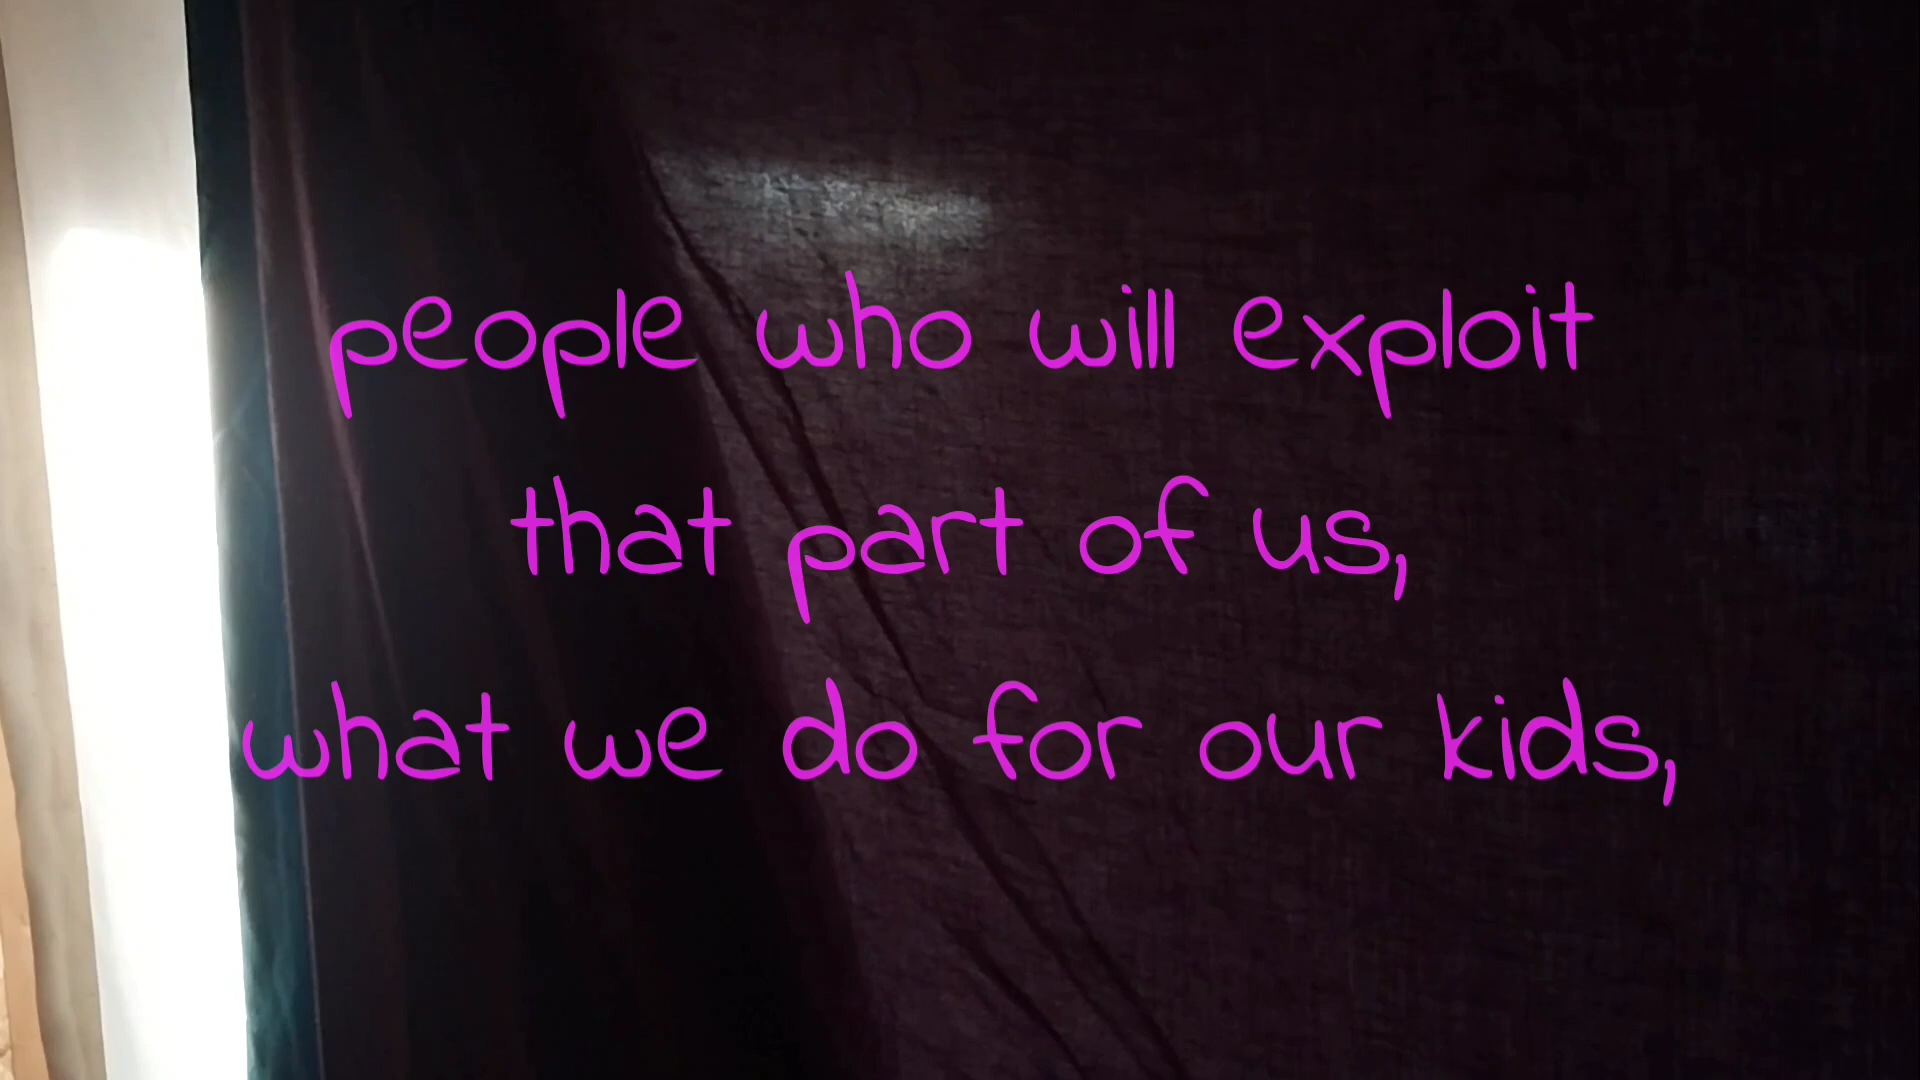 people who will exploit
that part of us,
what we do for our kids,